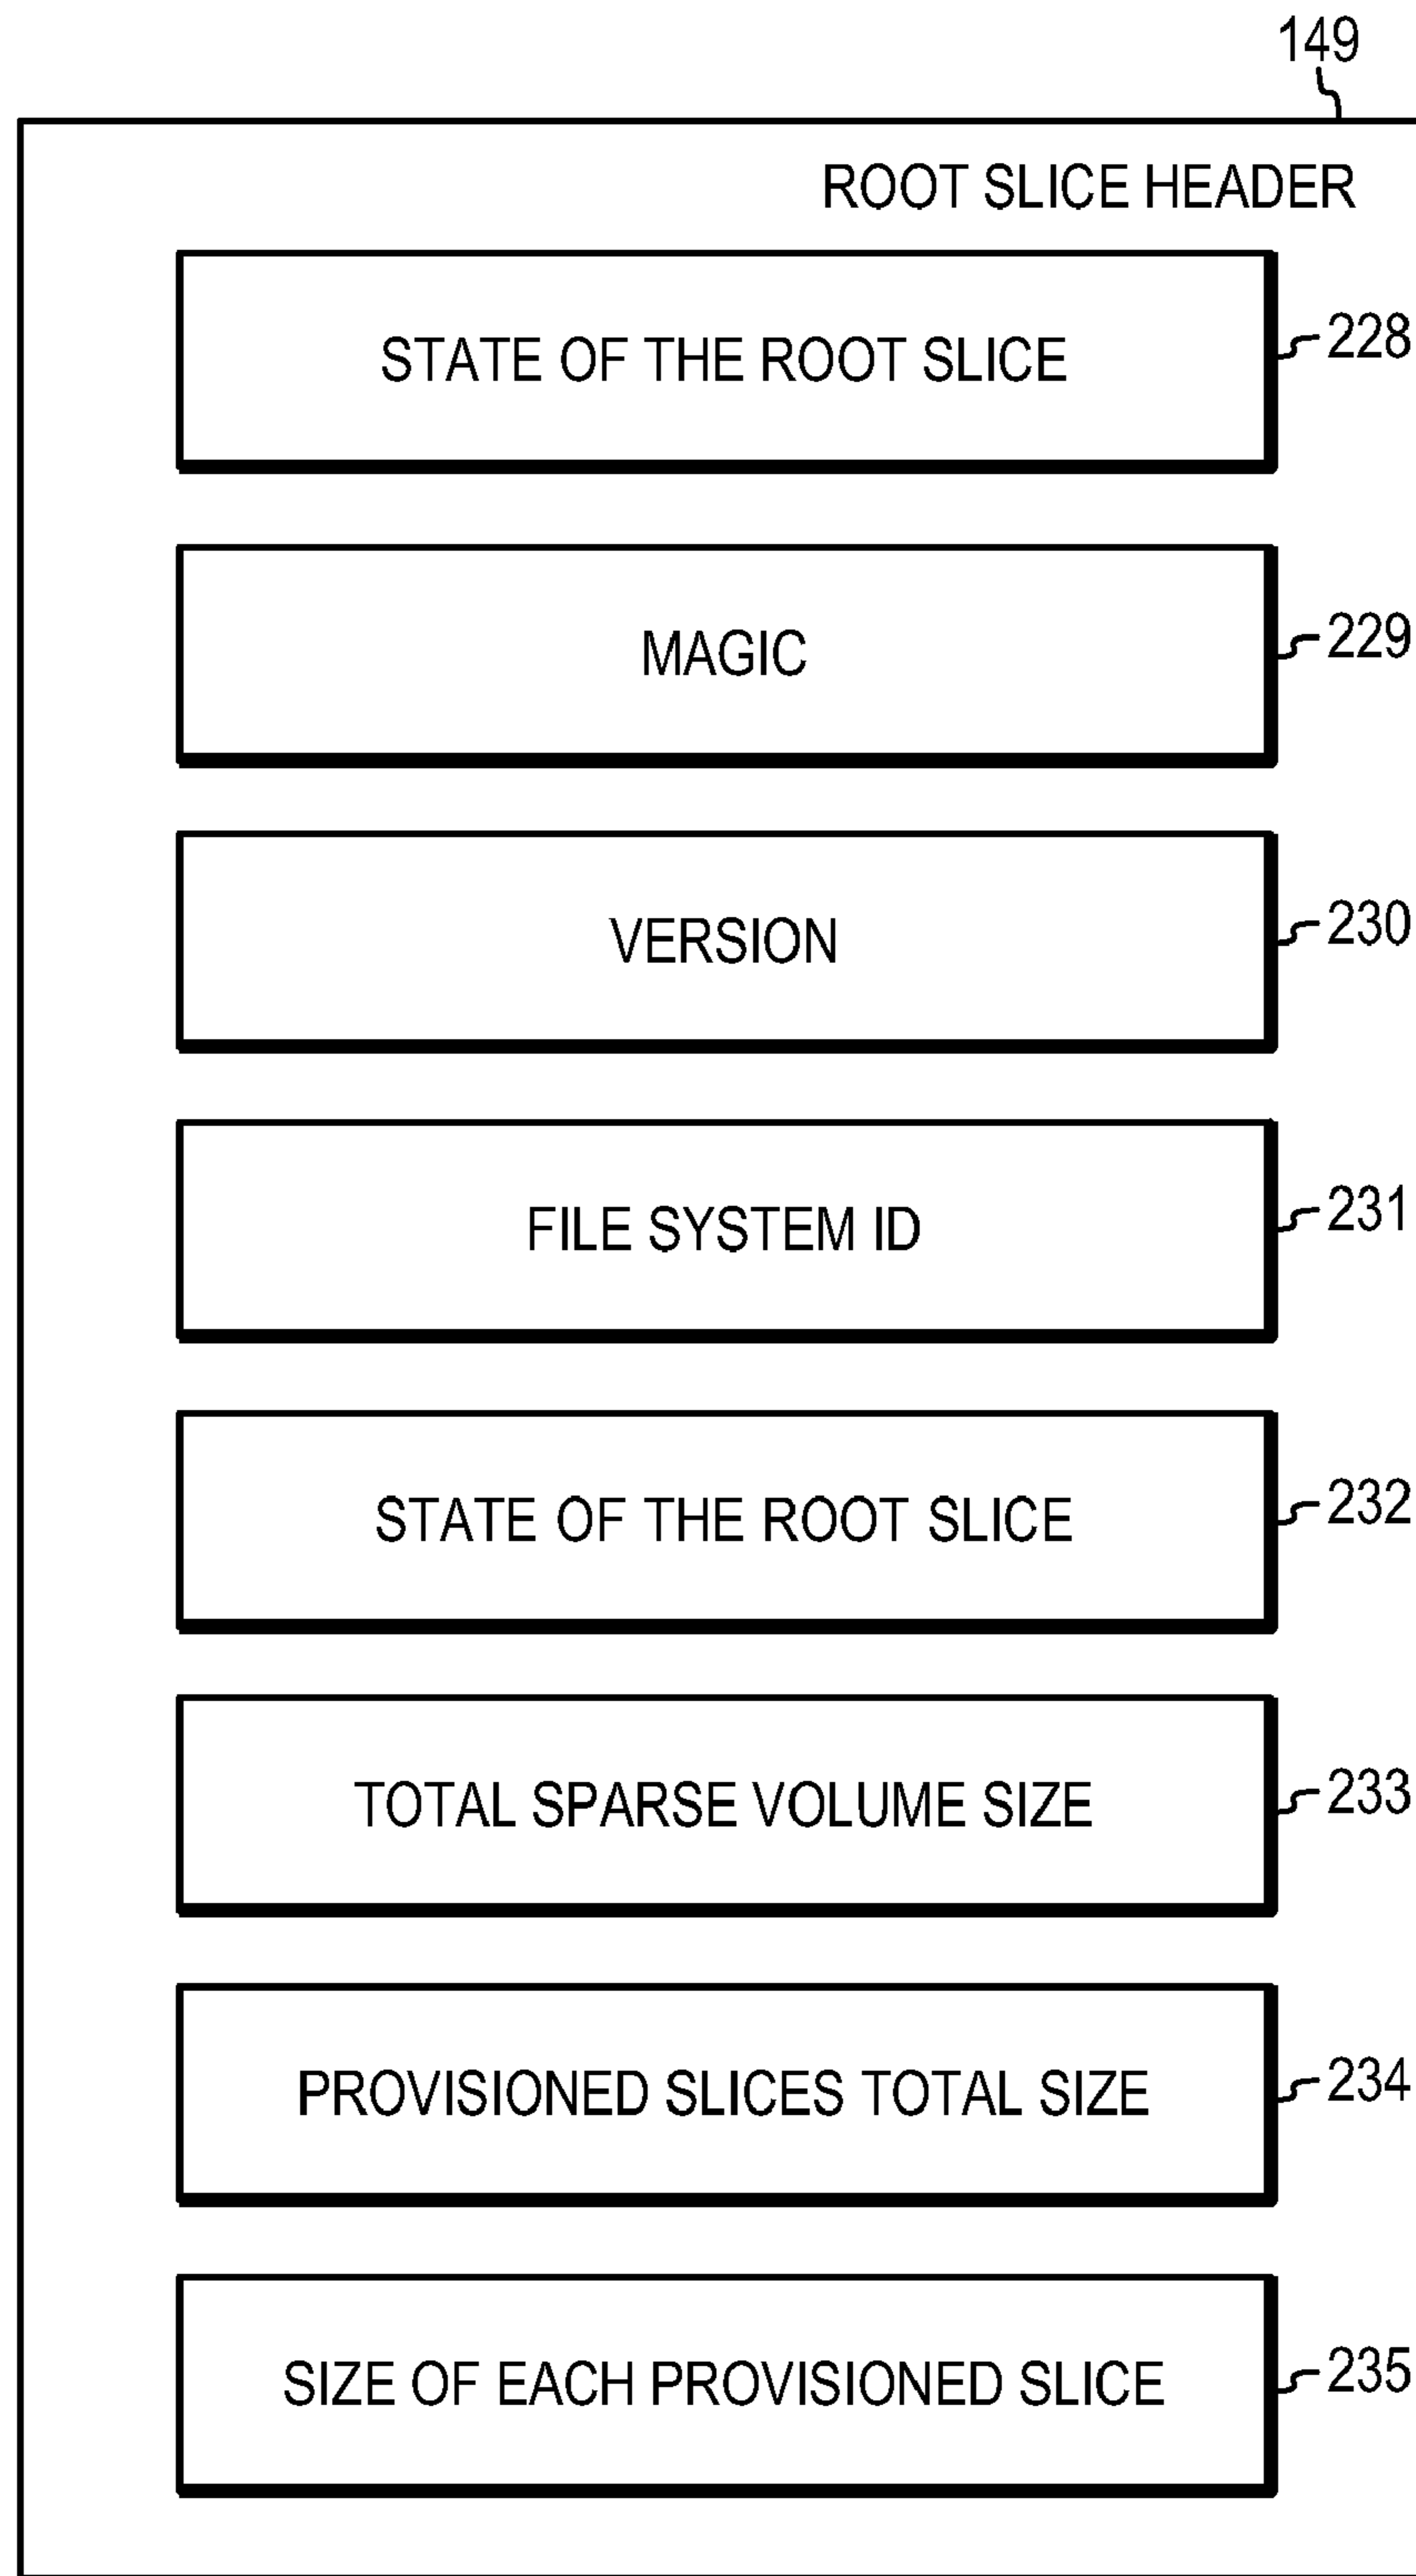 149
ROOT SLICE HEADER
STATE OF THE ROOT SLICE
228
MAGIC
229
VERSION
230
FILE SYSTEM ID
231
STATE OF THE ROOT SLICE
232
TOTAL SPARSE VOLUME SIZE
233
PROVISIONED SLICES TOTAL SIZE
234
SIZE OF EACH PROVISIONED SLICE
235